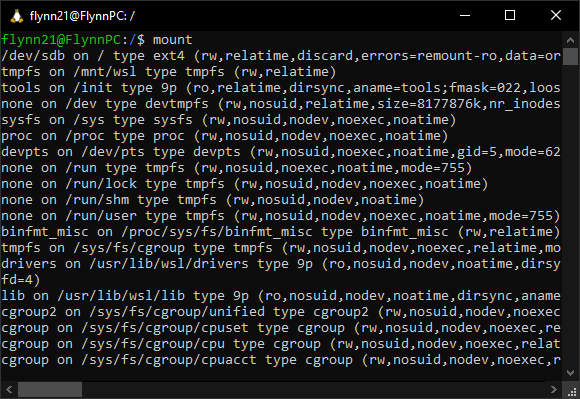 flynn21@FlynnPC: /
flynn21@FlynnPC:/$ mount
/dev/sdb on / type ext4 (rw,relatime,discard,errors=remount-ro,data=or
tmpfs on /mnt/wsl type tmpfs (rw,relatime)
tools on /init type 9p (ro,relatime,dirsync,aname=tools;fmask=022,loos
none on /dev type devtmpfs (rw,nosuid,relatime,size=8177876k,nr_inodes
sysfs on /sys type sysfs (rw,nosuid,nodev,noexec,noatime)
proc on /proc type proc (rw,nosuid,nodev,noexec,noatime)
devpts on /dev/pts type devpts (rw,nosuid,noexec,noatime,gid=5,mode=62
none on /run type tmpfs (rw,nosuid,noexec,noatime,mode=755)
none on /run/lock type tmpfs (rw,nosuid,nodev,noexec,noatime)
none on /run/shm type tmpfs (rw,nosuid,nodev,noatime)
none on /run/user type tmpfs (rw,nosuid,nodev,noexec,noatime,mode=755)
binfmt_misc on /proc/sys/fs/binfmt_misc type binfmt_misc (rw,relatime)
tmpfs on /sys/fs/cgroup type tmpfs (rw,nosuid,nodev,noexec,relatime,mo
drivers on /usr/lib/wsl/drivers type 9p (ro,nosuid,nodev,noatime,dirsy
fd=4)
lib on /usr/lib/wsl/lib type 9p (ro,nosuid,nodev,noatime,dirsync,aname
cgroup2 on /sys/fs/cgroup/unified type cgroup2 (rw,nosuid,nodev,noexec
cgroup on /sys/fs/cgroup/cpuset type cgroup (rw,nosuid,nodev,noexec,re
cgroup on /sys/fs/cgroup/cpu type cgroup (rw,nosuid,nodev,noexec,relat
cgroup on /sys/fs/cgroup/cpuacct type cgroup (rw,nosuid,nodev,noexec,r